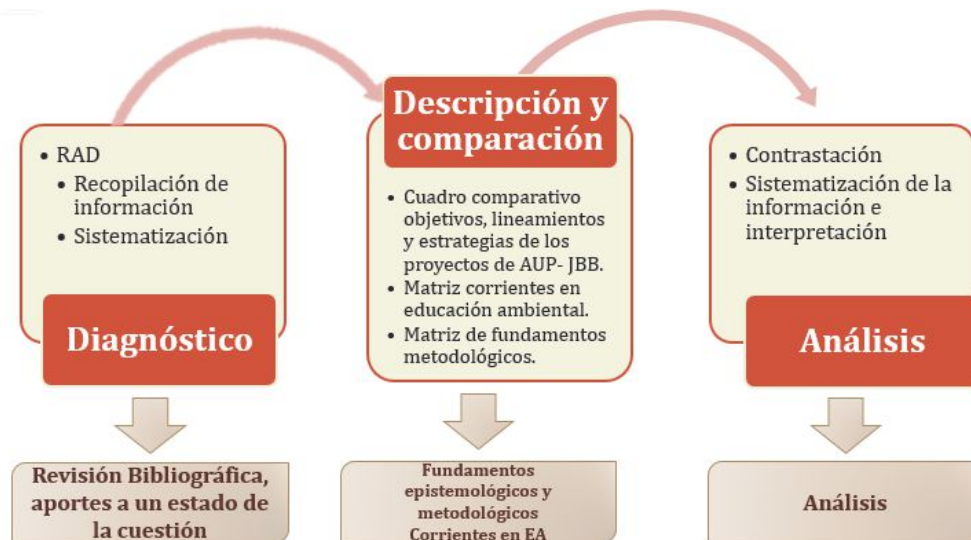 • RAD
• Recopilación de
información
• Sistematización
Diagnóstico
Descripción y
comparación
• Cuadro comparativo
objetivos, lineamientos
y estrategias de los
proyectos de AUP- JBB.
• Matriz corrientes en
educación ambiental.
• Matriz de fundamentos
metodológicos.
• Contrastación
• Sistematización de la
información e
interpretación
Análisis
Revisión Bibliográfica,
aportes a un estado de
la cuestión
Fundamentos
epistemológicos y
metodológicos
Corrientes en EA
Análisis